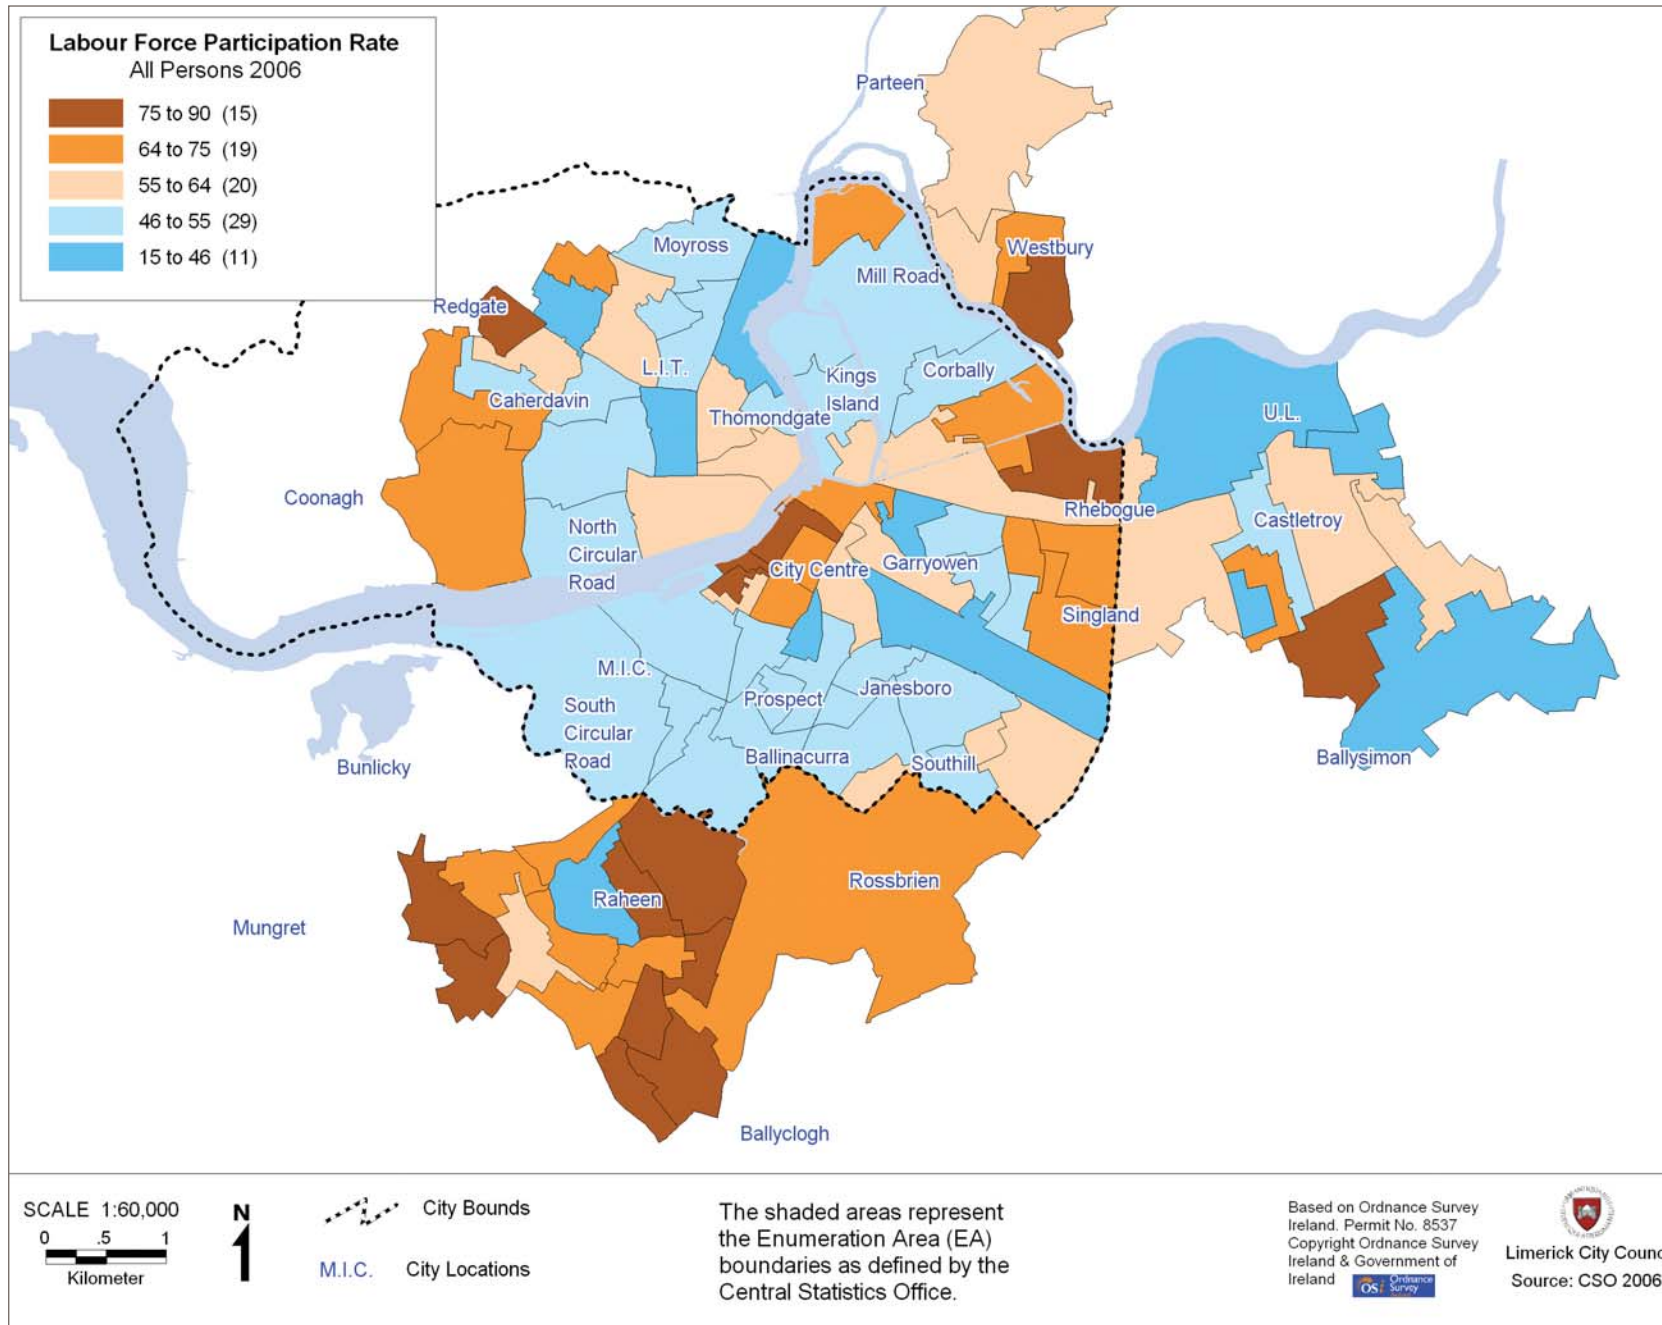 Labour Force Participation Rate
All Persons 2006
75 to 90 (15)
64 to 75 (19)
55 to 64 (20)
46 to 55 (29)
15 to 46 (11)
Parteen
Moyross
Westbury
Mill Road
Redgate
L.I.T.
Kings
Island
Corbally
Caherdavin
Thomondgate
U.L.
Coonagh
Rhebogue
Castletroy
North
Circular
Road
City Centre
Garryowen
Singland
M.I.C.
Prospect
Janesboro
South
Circular
Road
Bunlicky
Ballinacurra
Southill
Ballysimon
Rossbrien
Raheen
Mungret
Ballyclogh
SCALE 1:60,000
0 .5 1
Kilometer
N
City Bounds
M.I.C. City Locations
The shaded areas represent
the Enumeration Area (EA)
boundaries as defined by the
Central Statistics Office.
Based on Ordnance Survey
Ireland. Permit No. 8537
Copyright Ordnance Survey
Ireland & Government of
Ireland
OSi Ordnance
Survey
Limerick City Counc
Source: CSO 2006